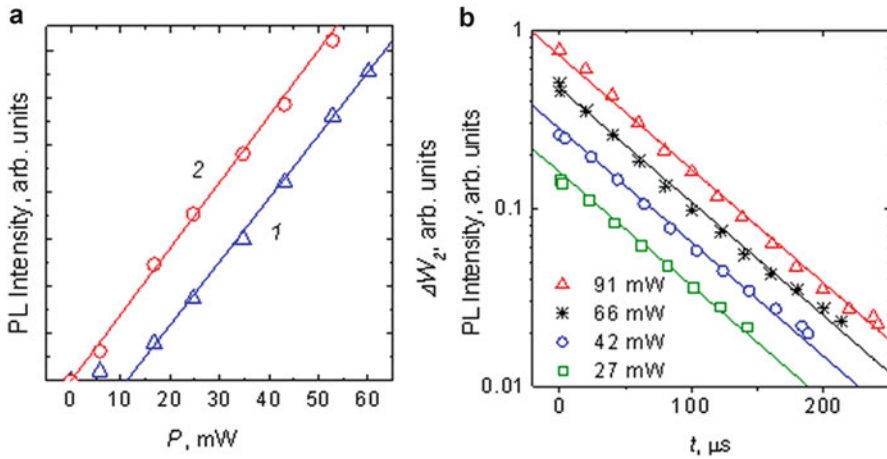 a
PL Intensity, arb. units
2
1
0 10 20 30 40 50 60
P, mW
ΔW₂, arb. units
b
PL Intensity, arb. units
1
0.1
0.01
91 mW
66 mW
42 mW
27 mW
0 100 200
t, μs